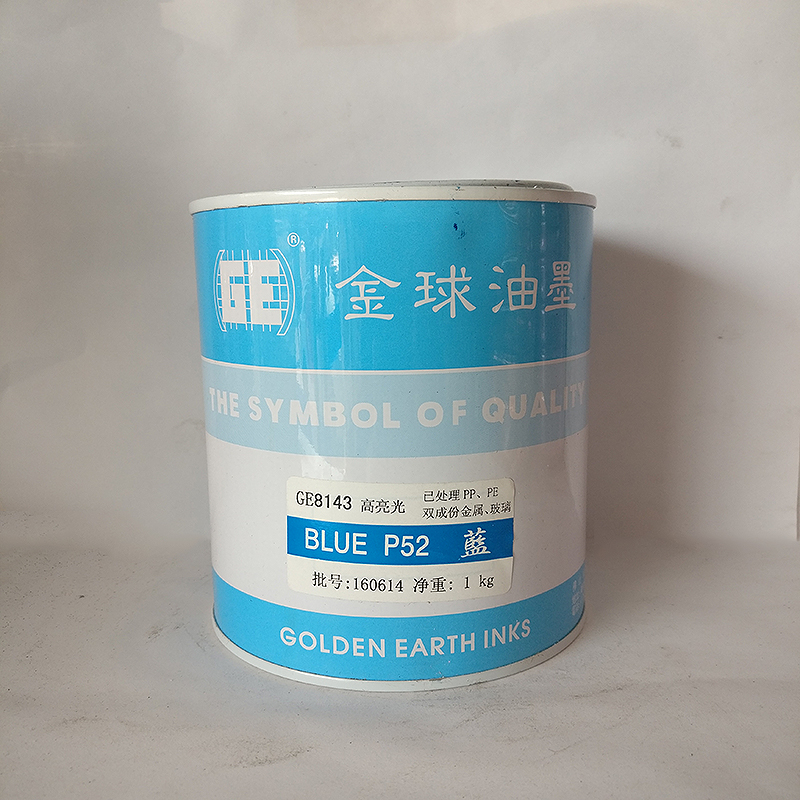 GE®
金球油墨
THE SYMBOL OF QUALITY
GE8143 高亮光
已处理PP、PE
双成份金属、玻璃
BLUE P52 藍
批号:160614 净重: 1 kg
GOLDEN EARTH INKS